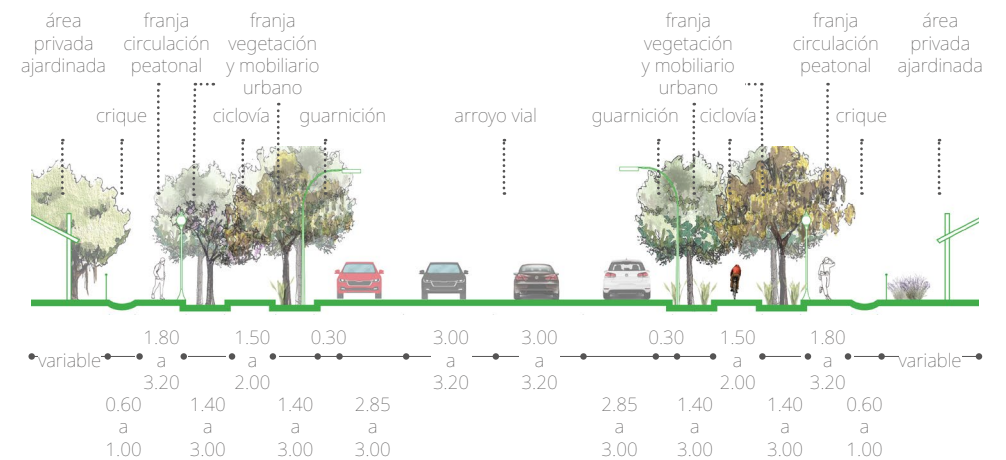 área
privada
ajardinada
franja
circulación
peatonal
franja
vegetación
y mobiliario
urbano
franja
vegetación
y mobiliario
urbano
franja
circulación
peatonal
área
privada
ajardinada
crique
ciclovía
guarnición
arroyo vial
guarnición
ciclovía
crique
variable
1.80
a
3.20
1.50
a
2.00
0.30
3.00
a
3.20
3.00
a
3.20
0.30
1.50
a
2.00
1.80
a
3.20
variable
0.60
a
1.00
1.40
a
3.00
1.40
a
3.00
2.85
a
3.00
2.85
a
3.00
1.40
a
3.00
1.40
a
3.00
0.60
a
1.00